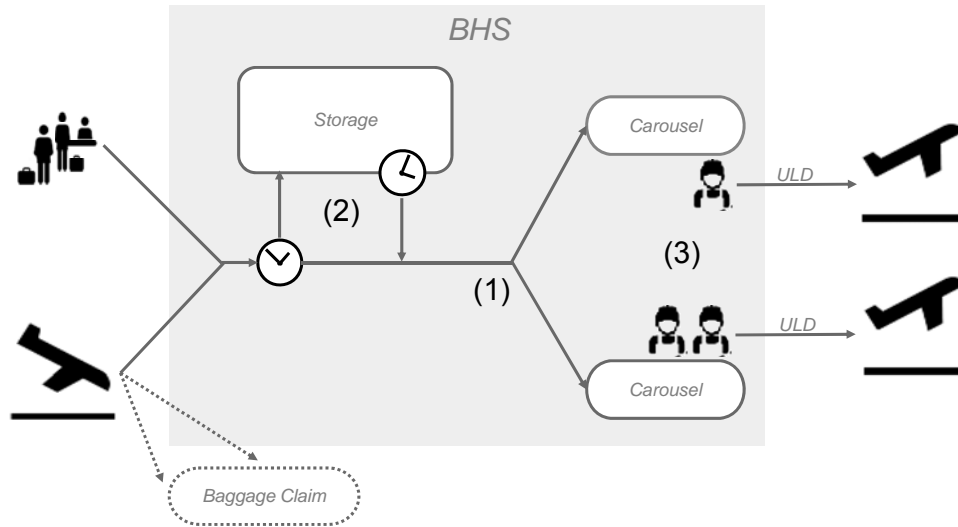 BHS
Storage
Carousel
(2)
ULD
(3)
(1)
ULD
Carousel
Baggage Claim